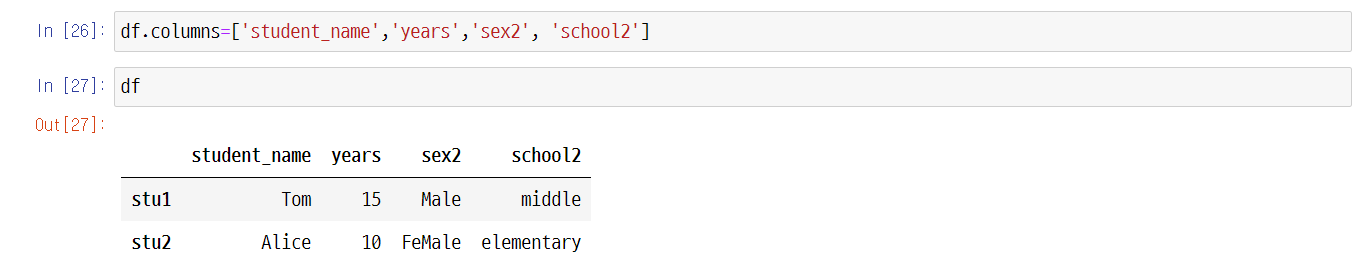 In [26]: df.columns=['student_name','years','sex2', 'school2']
In [27]: df
Out[27]:
student_name years sex2 school2
stu1 Tom 15 Male middle
stu2 Alice 10 FeMale elementary